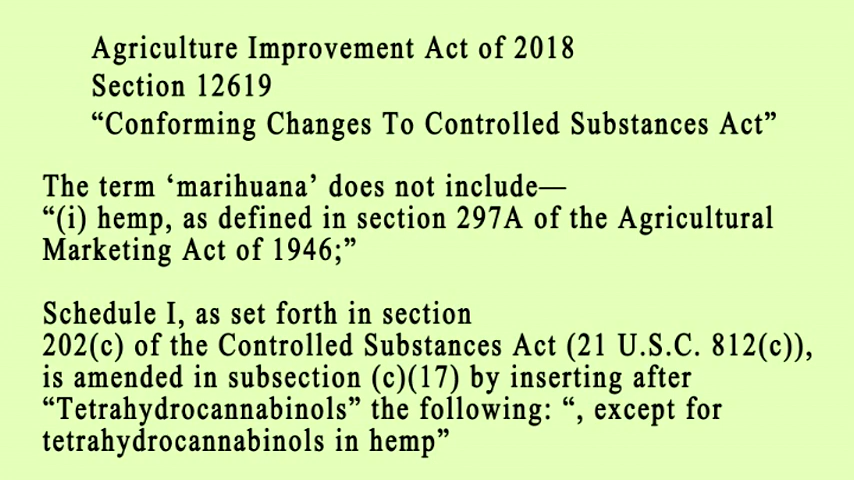 Agriculture Improvement Act of 2018
Section 12619
“Conforming Changes To Controlled Substances Act”
The term ‘marihuana’ does not include—
“(i) hemp, as defined in section 297A of the Agricultural
Marketing Act of 1946;”
Schedule I, as set forth in section
202(c) of the Controlled Substances Act (21 U.S.C. 812(c)),
is amended in subsection (c)(17) by inserting after
“Tetrahydrocannabinols” the following: “, except for
tetrahydrocannabinols in hemp”